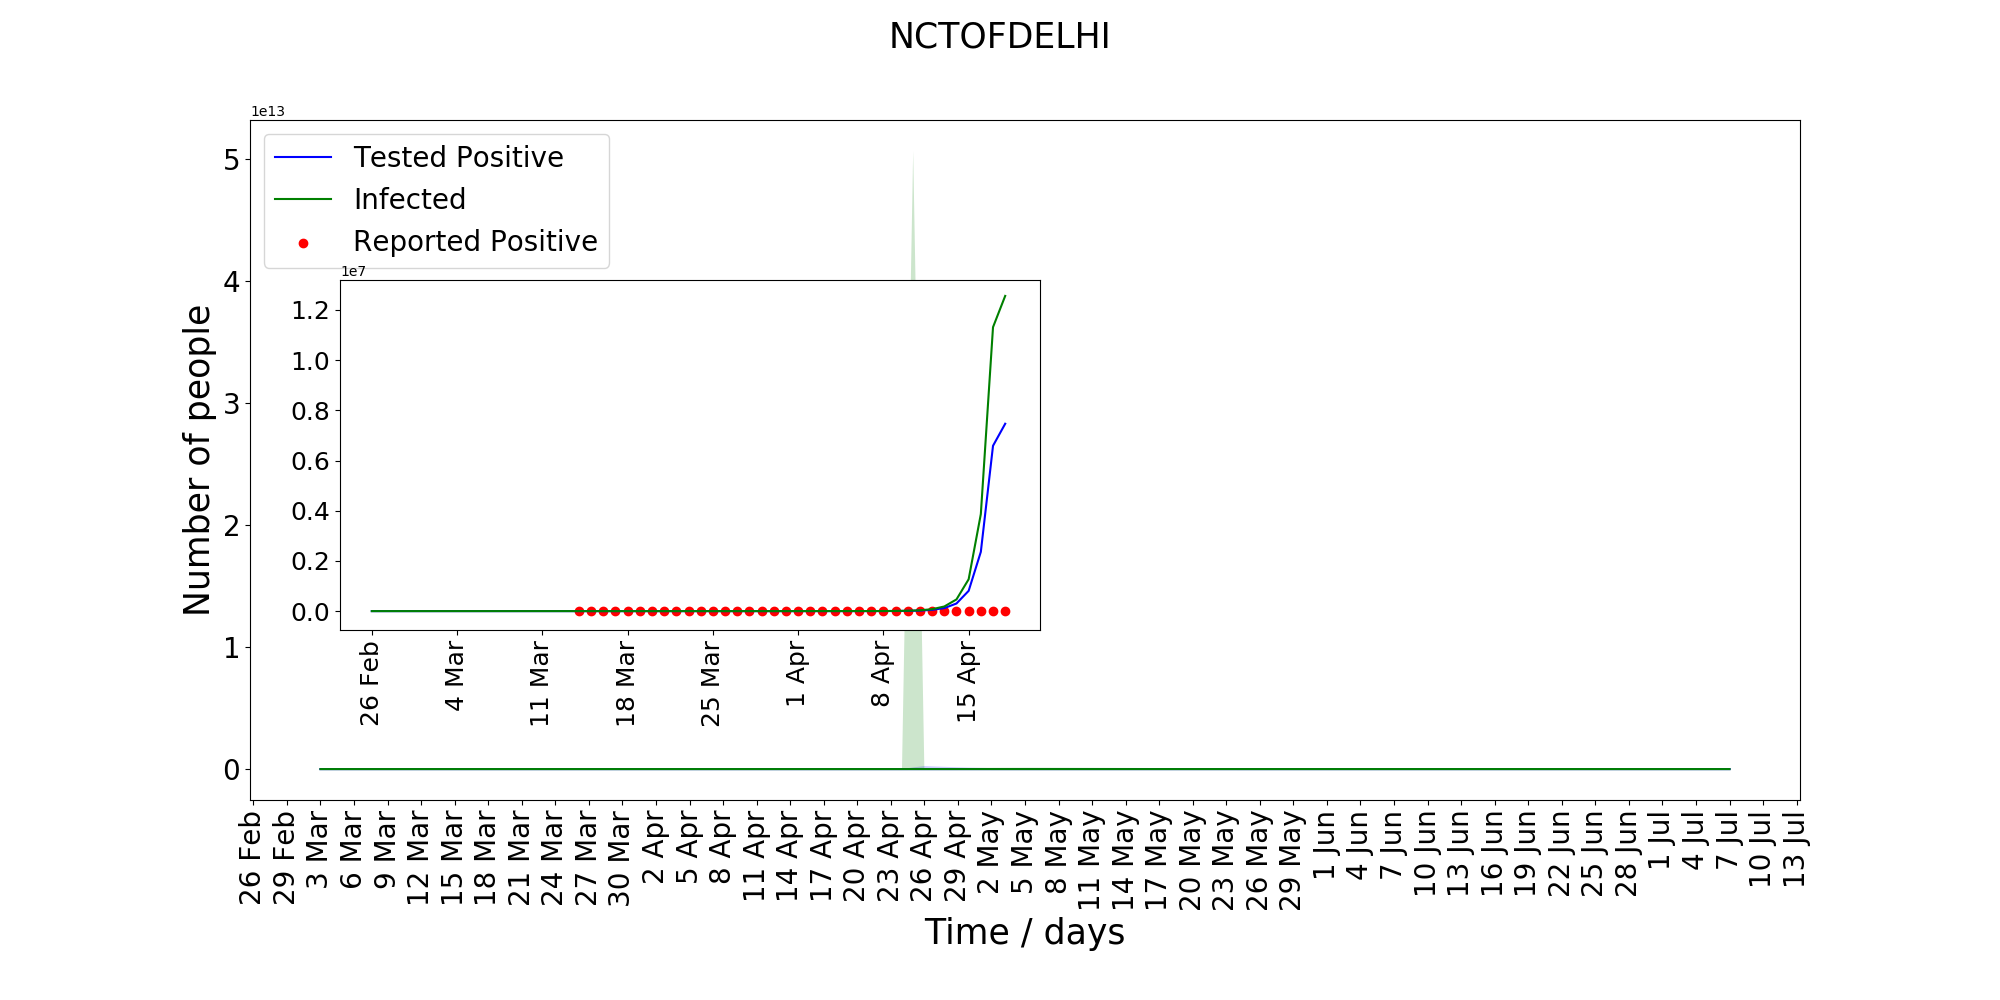 NCTOFDELHI
1e13
Tested Positive
Infected
Reported Positive
Number of people
5
4
3
2
1
0
1e7
1.2
1.0
0.8
0.6
0.4
0.2
0.0
26 Feb
4 Mar
11 Mar
18 Mar
25 Mar
1 Apr
8 Apr
15 Apr
26 Feb
29 Feb
3 Mar
6 Mar
9 Mar
12 Mar
15 Mar
18 Mar
21 Mar
24 Mar
27 Mar
30 Mar
2 Apr
5 Apr
8 Apr
11 Apr
14 Apr
17 Apr
20 Apr
23 Apr
26 Apr
29 Apr
2 May
5 May
8 May
11 May
14 May
17 May
20 May
23 May
26 May
29 May
1 Jun
4 Jun
7 Jun
10 Jun
13 Jun
16 Jun
19 Jun
22 Jun
25 Jun
28 Jun
1 Jul
4 Jul
7 Jul
10 Jul
13 Jul
Time / days